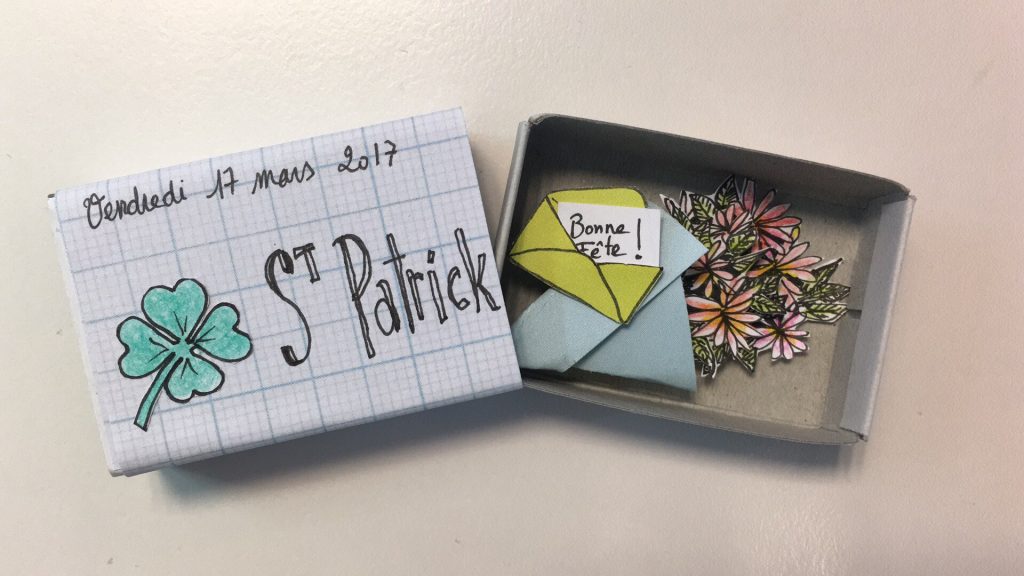 Vendredi 17 mars 2017
St Patrick
Bonne
Fête !